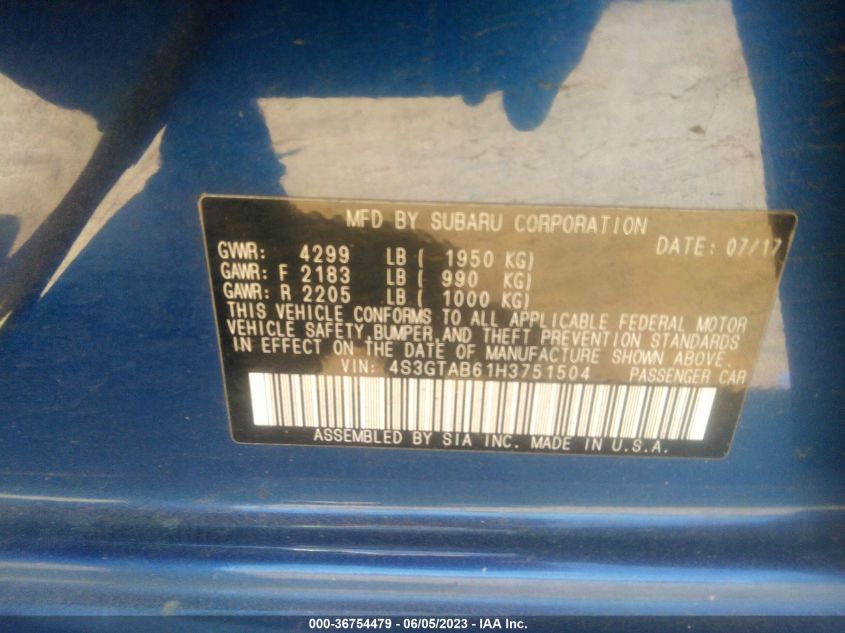 MFD BY SUBARU CORPORATION
DATE: 07/17
GVWR: 4299 LB ( 1950 KG)
GAWR: F 2183 LB ( 990 KG)
GAWR: R 2205 LB ( 1000 KG)
THIS VEHICLE CONFORMS TO ALL APPLICABLE FEDERAL MOTOR
VEHICLE SAFETY, BUMPER, AND THEFT PREVENTION STANDARDS
IN EFFECT ON THE DATE OF MANUFACTURE SHOWN ABOVE.
VIN: 4S3GTAB61H3751504 PASSENGER CAR
ASSEMBLED BY SIA INC. MADE IN U.S.A.
000-36754479 - 06/05/2023 - IAA Inc.